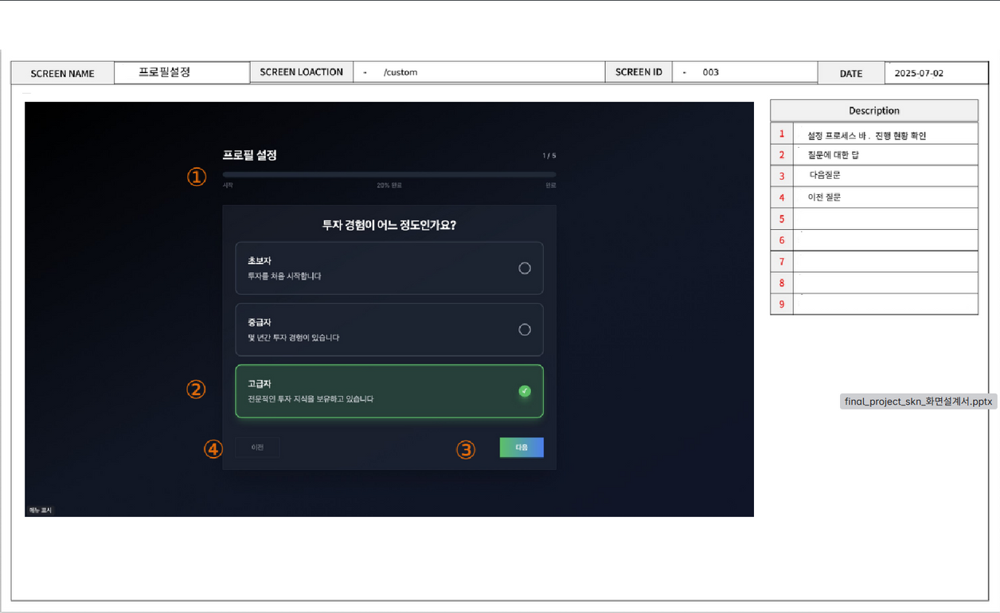 SCREEN NAME 프로필설정 SCREEN LOACTION - /custom SCREEN ID - 003 DATE 2025-07-02
프로필 설정 1 / 5
①
시작 20% 완료 완료
투자 경험이 어느 정도인가요?
초보자
투자를 처음 시작합니다
중급자
몇 년간 투자 경험이 있습니다
②
고급자
전문적인 투자 지식을 보유하고 있습니다
④ 이전 ③ 다음
메뉴 표시
Description
1 설정 프로세스 바 . 진행 현황 확인
2 질문에 대한 답
3 다음질문
4 이전 질문
5
6
7
8
9
final_project_skn_화면설계서.pptx